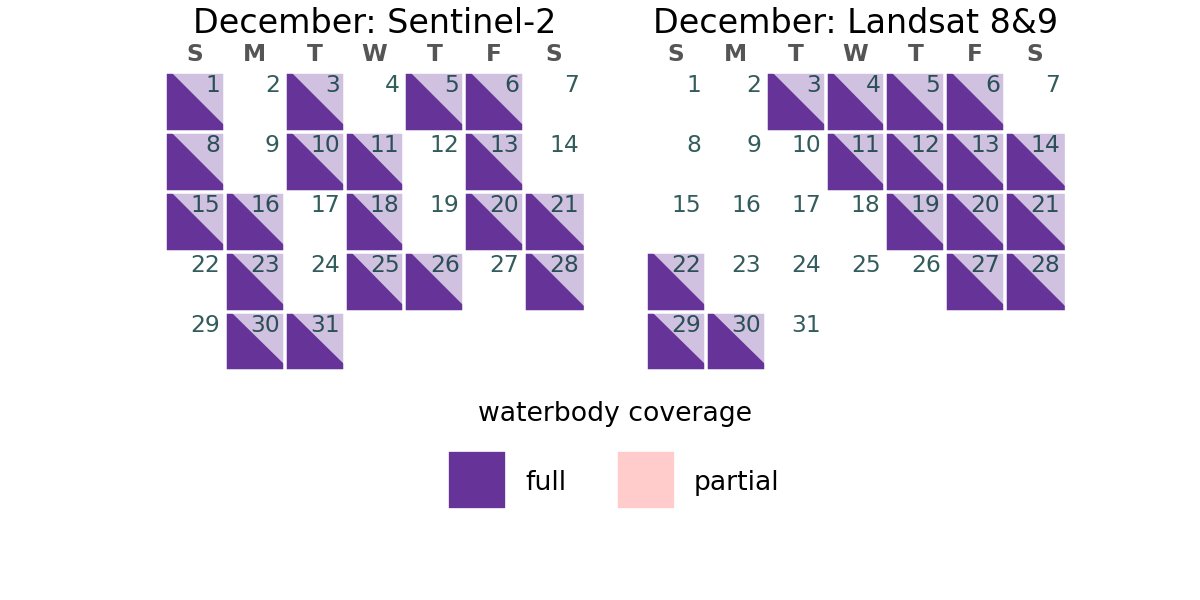 December: Sentinel-2
S M T W T F S
1 2 3 4 5 6 7
8 9 10 11 12 13 14
15 16 17 18 19 20 21
22 23 24 25 26 27 28
29 30 31
December: Landsat 8&9
S M T W T F S
1 2 3 4 5 6 7
8 9 10 11 12 13 14
15 16 17 18 19 20 21
22 23 24 25 26 27 28
29 30 31
waterbody coverage
full partial